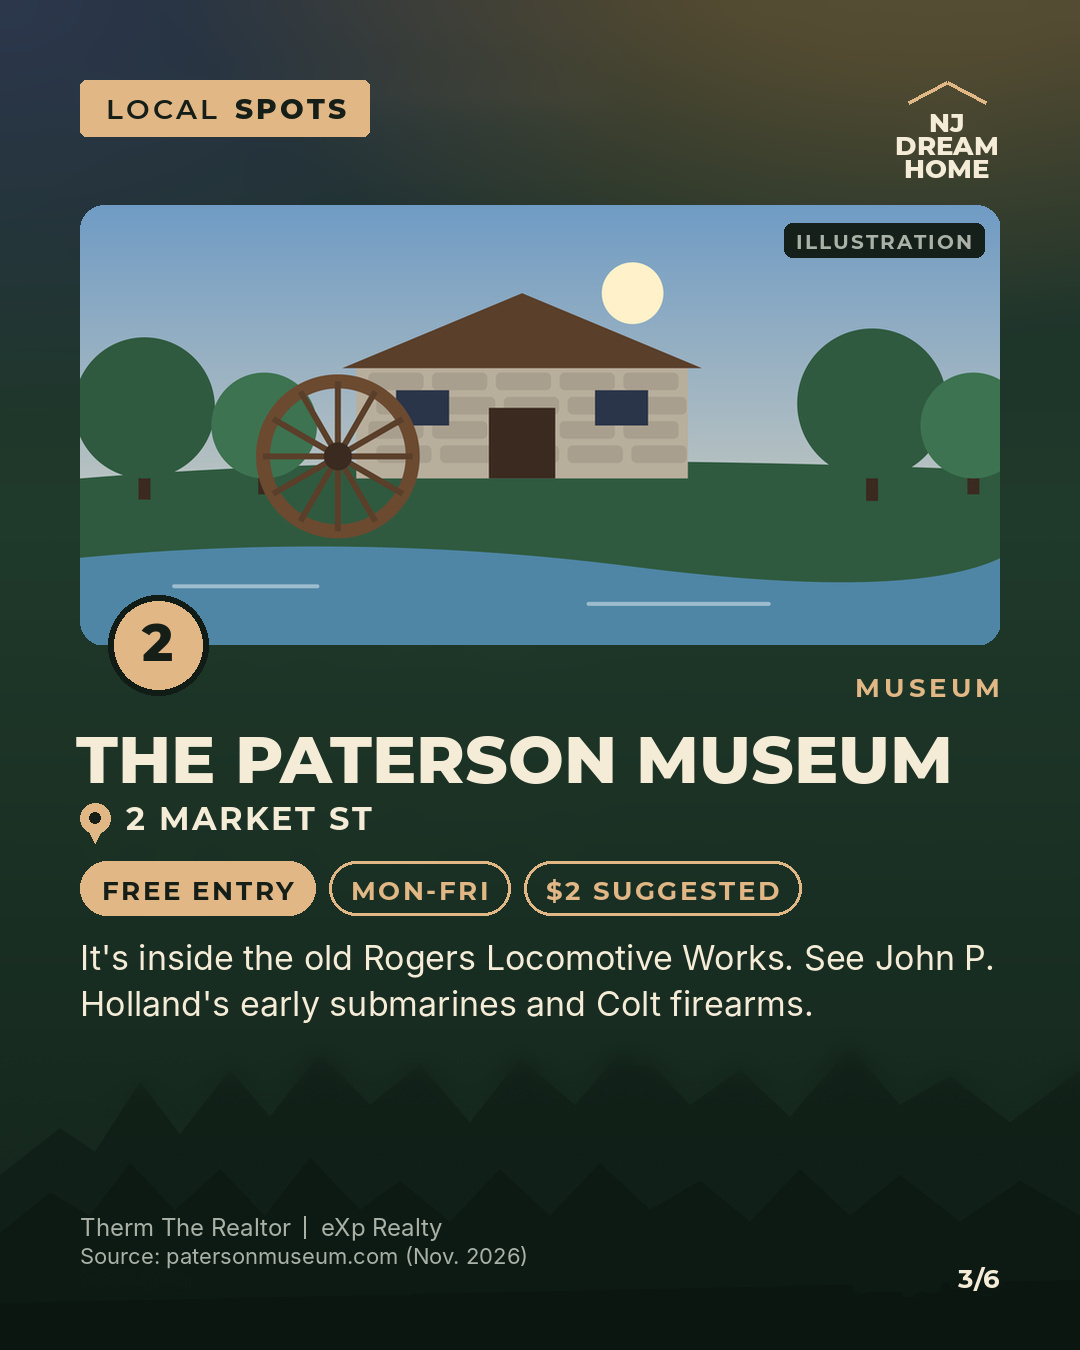 LOCAL SPOTS
NJ
DREAM
HOME
ILLUSTRATION
2
MUSEUM
THE PATERSON MUSEUM
2 MARKET ST
FREE ENTRY
MON-FRI
$2 SUGGESTED
It's inside the old Rogers Locomotive Works. See John P.
Holland's early submarines and Colt firearms.
Therm The Realtor | eXp Realty
Source: patersonmuseum.com (Nov. 2026)
3/6